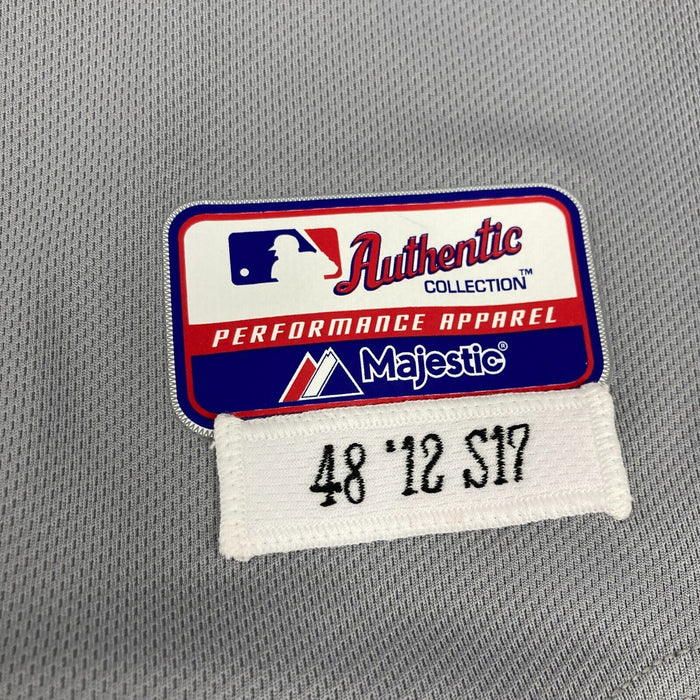 Authentic
COLLECTION™
PERFORMANCE APPAREL
Majestic®
48 '12 S17